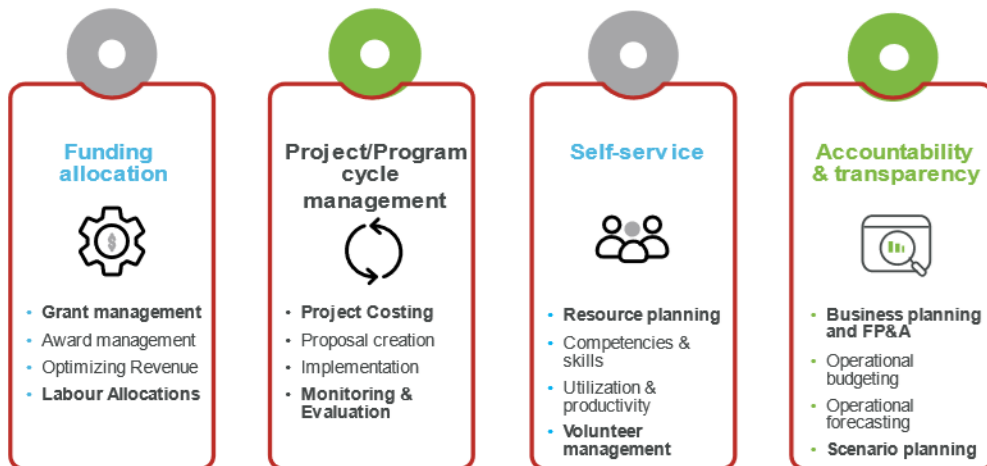 Funding
allocation
• Grant management
• Award management
• Optimizing Revenue
• Labour Allocations
Project/Program
cycle
management
• Project Costing
• Proposal creation
• Implementation
• Monitoring &
Evaluation
Self-service
• Resource planning
• Competencies &
skills
• Utilization &
productivity
• Volunteer
management
Accountability
& transparency
• Business planning
and FP&A
• Operational
budgeting
• Operational
forecasting
• Scenario planning